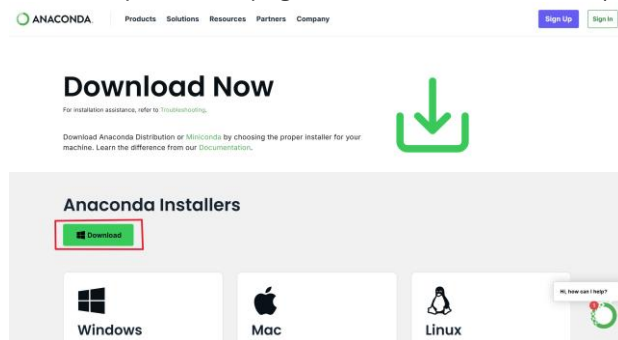 ANACONDA. Products Solutions Resources Partners Company Sign Up Sign In
Download Now
For installation assistance, refer to Troubleshooting.
Download Anaconda Distribution or Miniconda by choosing the proper installer for your
machine. Learn the difference from our Documentation.
Anaconda Installers
Download
Hi, how can I help?
1
Windows Mac Linux